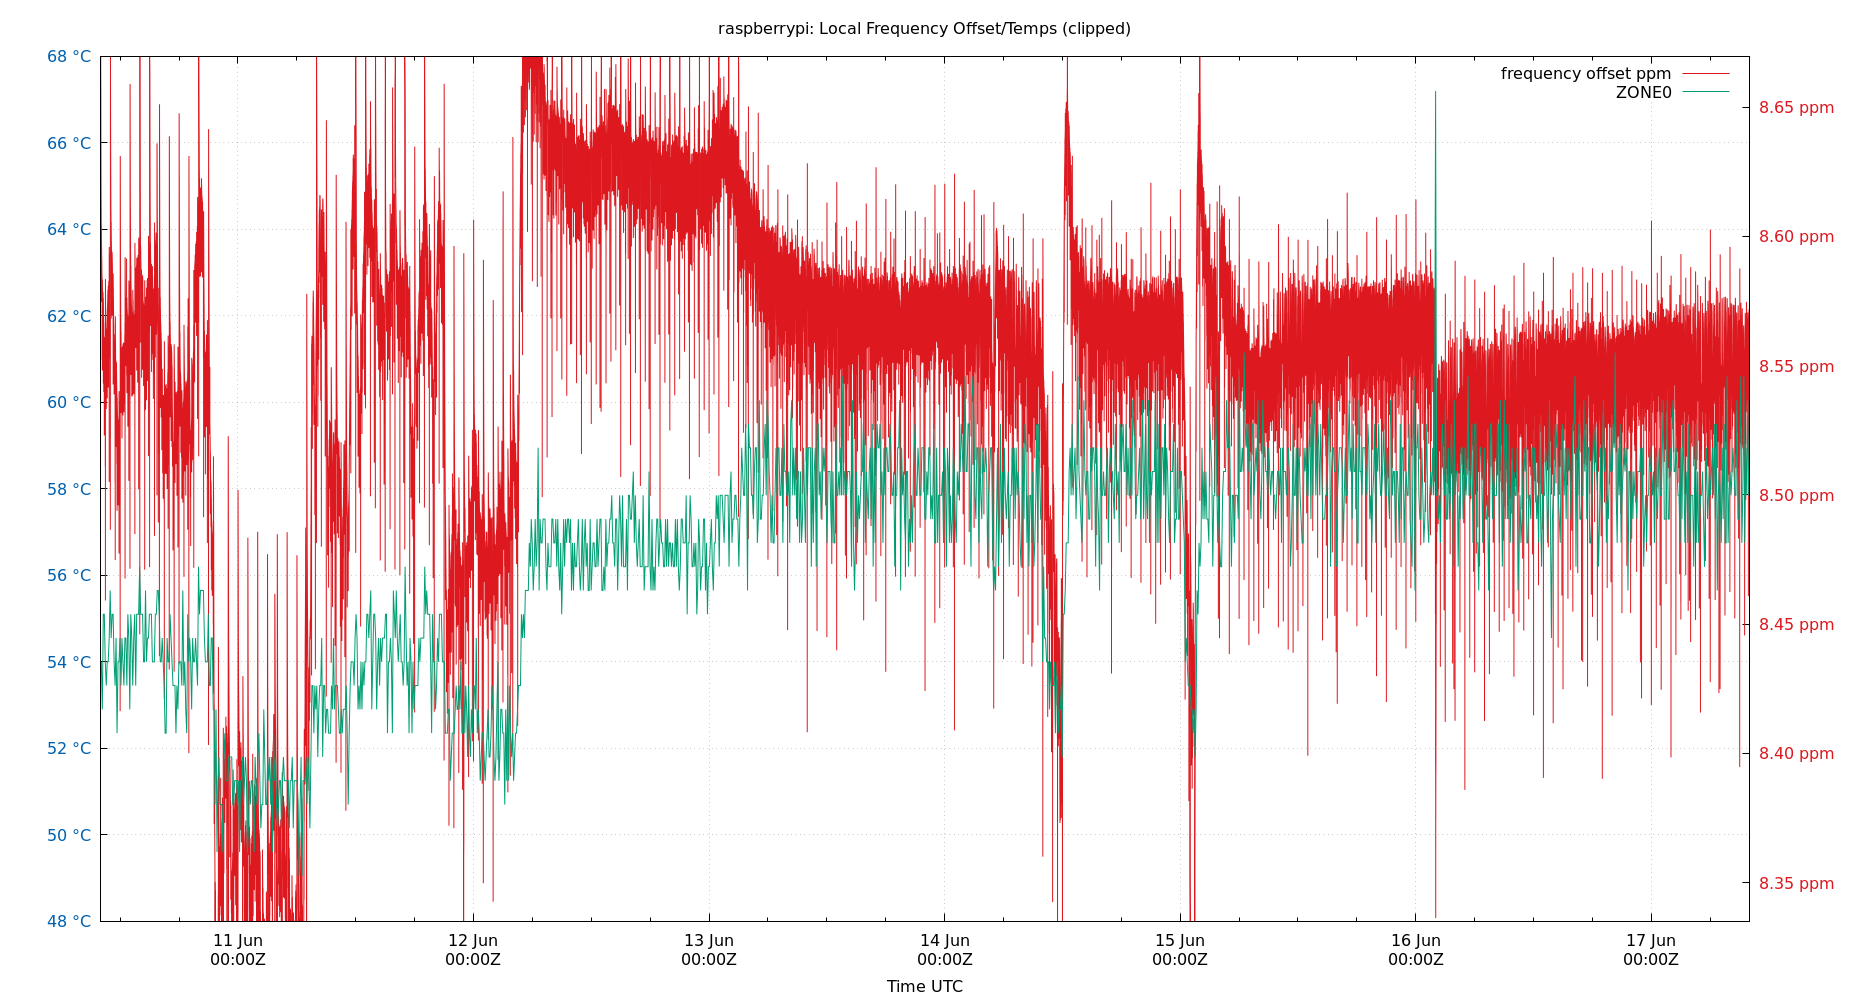 raspberrypi: Local Frequency Offset/Temps (clipped)
frequency offset ppm
ZONE0
68 °C
66 °C
64 °C
62 °C
60 °C
58 °C
56 °C
54 °C
52 °C
50 °C
48 °C
8.65 ppm
8.60 ppm
8.55 ppm
8.50 ppm
8.45 ppm
8.40 ppm
8.35 ppm
11 Jun 12 Jun 13 Jun 14 Jun 15 Jun 16 Jun 17 Jun
00:00Z 00:00Z 00:00Z 00:00Z 00:00Z 00:00Z 00:00Z
Time UTC